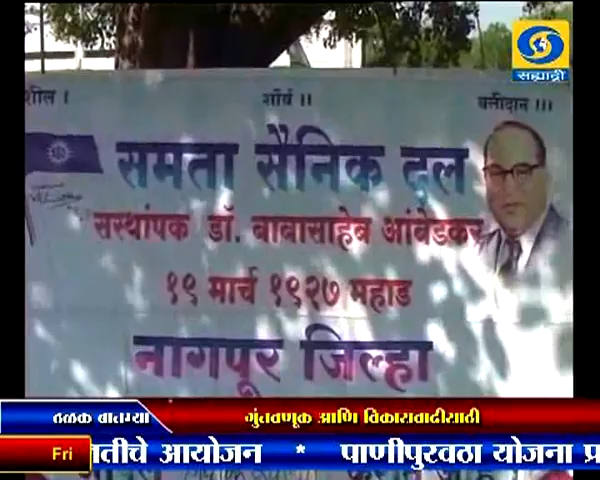 सह्याद्री
शील । शौर्य ॥ बलीदान ।॥
समता सैनिक दल
सस्थांपक डॉ. बाबासाहेब आंबेडकर
१९ मार्च १९२७ महाड
नागपूर जिल्हा
ठळक बातम्या गुंतवणूक आणि विकासवाढीसाठी
Fri तीचे आयोजन * पाणीपुरवठा योजना प्र